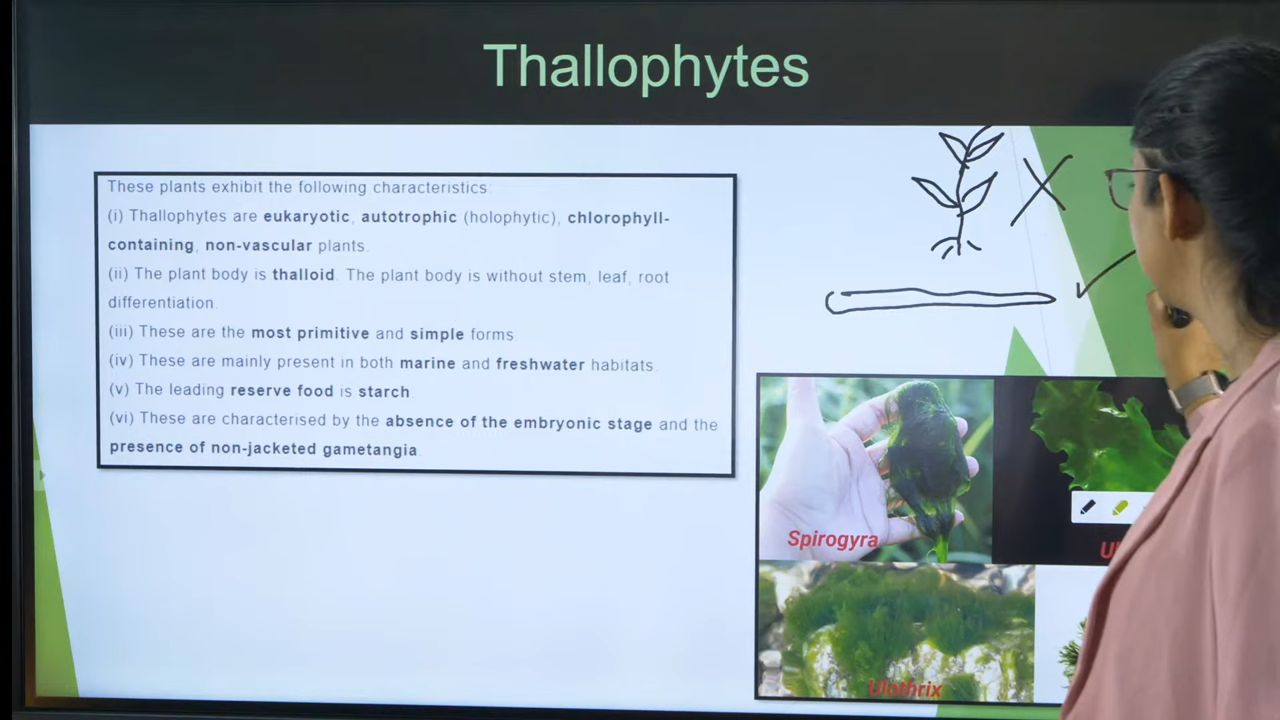 Thallophytes
These plants exhibit the following characteristics:
(i) Thallophytes are eukaryotic, autotrophic (holophytic), chlorophyll-
containing, non-vascular plants.
(ii) The plant body is thalloid. The plant body is without stem, leaf, root
differentiation.
(iii) These are the most primitive and simple forms.
(iv) These are mainly present in both marine and freshwater habitats.
(v) The leading reserve food is starch.
(vi) These are characterised by the absence of the embryonic stage and the
presence of non-jacketed gametangia.
Spirogyra
Ulothrix